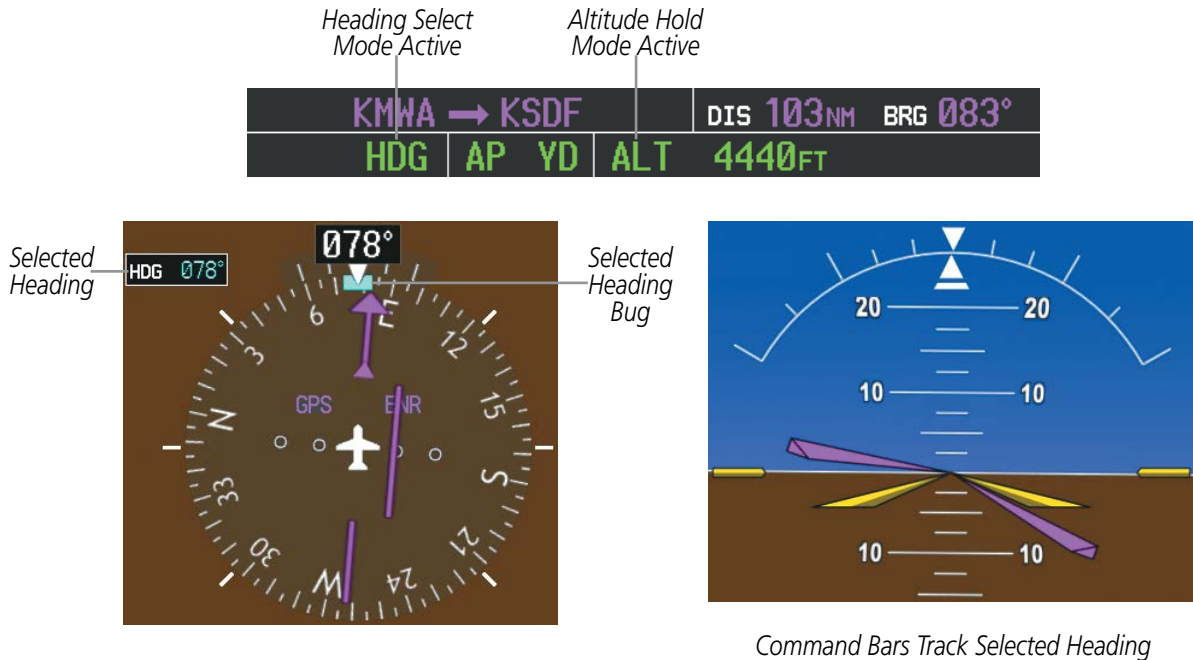 Heading Select
Mode Active
Altitude Hold
Mode Active
KMWA → KSDF DIS 103NM BRG 083°
HDG AP YD ALT 4440FT
Selected
Heading
HDG 078°
078°
Selected
Heading
Bug
6
E
12
3
15
GPS ENR
N
S
33
21
30
W
24
20 20
10 10
10 10
Command Bars Track Selected Heading